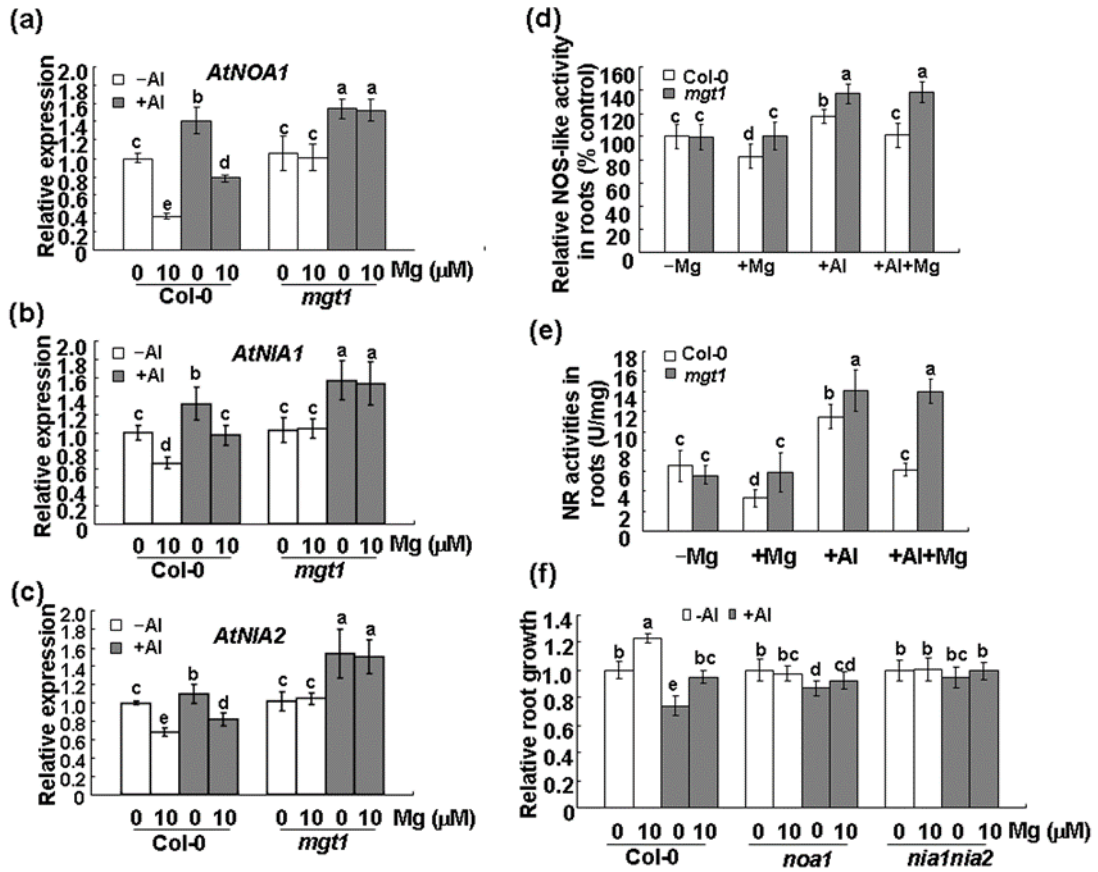 (a)
AtNOA1
–Al
+Al
Relative expression
2.0
1.8
1.6
1.4
1.2
1.0
0.8
0.6
0.4
0.2
0
c
e
b
d
c
c
a
a
0 10 0 10 0 10 0 10 Mg (µM)
Col-0 mgt1
(b)
AtNIA1
–Al
+Al
Relative expression
2.0
1.8
1.6
1.4
1.2
1.0
0.8
0.6
0.4
0.2
0
c
d
b
c
c
c
a
a
0 10 0 10 0 10 0 10 Mg (µM)
Col-0 mgt1
(c)
AtNIA2
–Al
+Al
Relative expression
2.0
1.8
1.6
1.4
1.2
1.0
0.8
0.6
0.4
0.2
0
c
e
b
d
c
c
a
a
0 10 0 10 0 10 0 10 Mg (µM)
Col-0 mgt1
(d)
Col-0
mgt1
Relative NOS-like activity
in roots (% control)
160
140
120
100
80
60
40
20
0
c c d c b a c a
–Mg +Mg +Al +Al+Mg
(e)
Col-0
mgt1
NR activities in
roots (U/mg)
18
16
14
12
10
8
6
4
2
0
c c d c b a c a
–Mg +Mg +Al +Al+Mg
(f)
-Al +Al
Relative root growth
1.4
1.2
1.0
0.8
0.6
0.4
0.2
0
b a e bc b bc d cd b b bc b
0 10 0 10 0 10 0 10 0 10 0 10 Mg (µM)
Col-0 noa1 nia1nia2